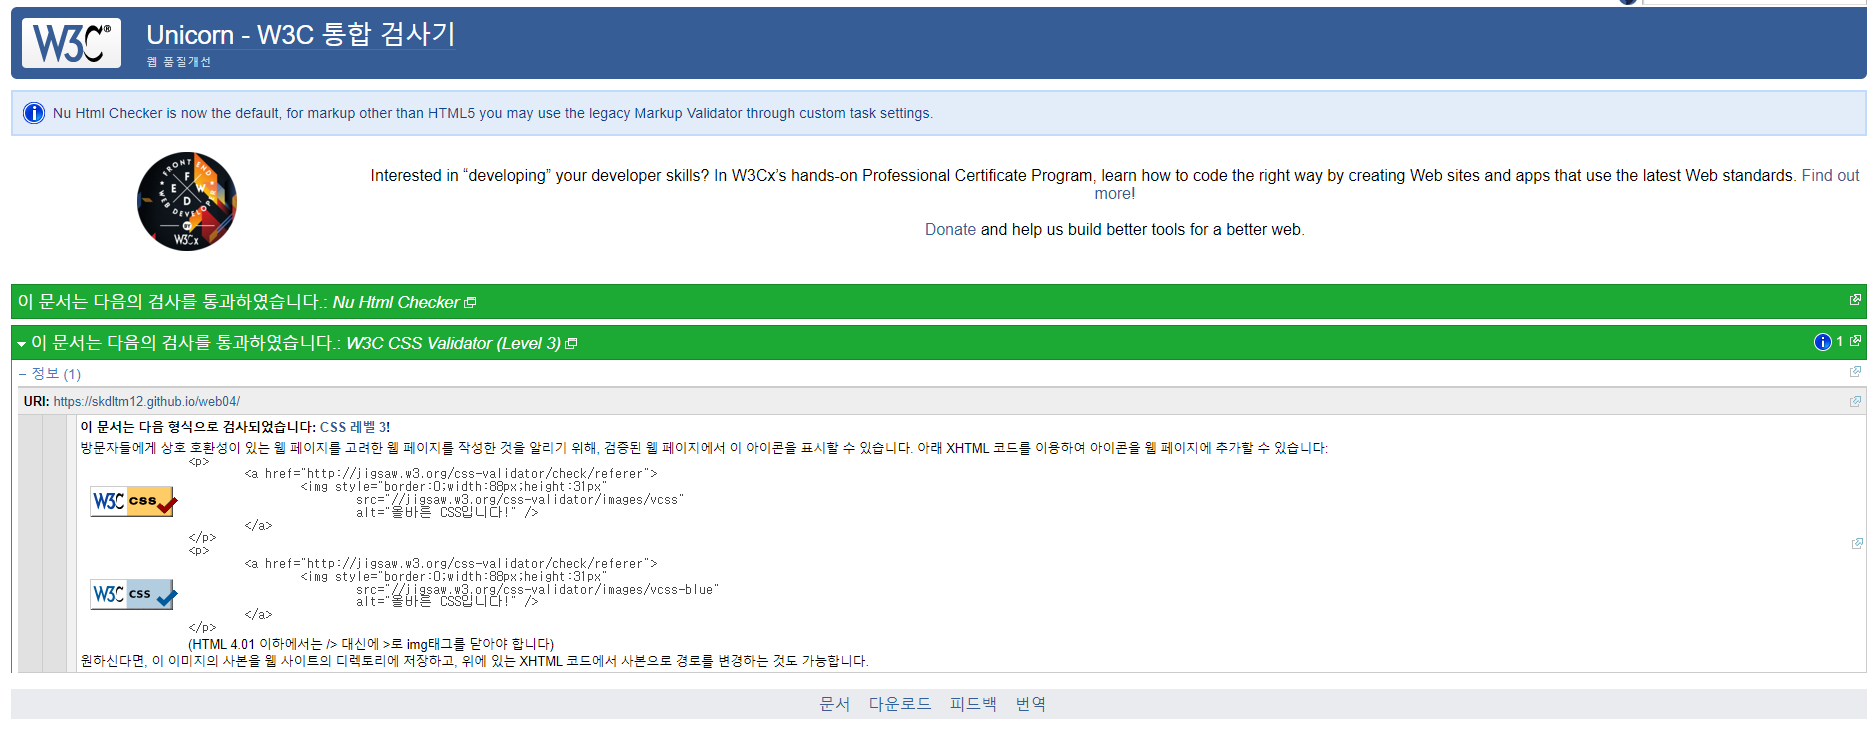 W3C®
Unicorn - W3C 통합 검사기
웹 품질개선
Nu Html Checker is now the default, for markup other than HTML5 you may use the legacy Markup Validator through custom task settings.
FRONT END
WEB DEVELOPER
E F W D
BY
W3Cx
Interested in “developing” your developer skills? In W3Cx’s hands-on Professional Certificate Program, learn how to code the right way by creating Web sites and apps that use the latest Web standards. Find out
more!
Donate and help us build better tools for a better web.
이 문서는 다음의 검사를 통과하였습니다.: Nu Html Checker
이 문서는 다음의 검사를 통과하였습니다.: W3C CSS Validator (Level 3)
1
− 정보 (1)
URI: https://skdltm12.github.io/web04/
이 문서는 다음 형식으로 검사되었습니다: CSS 레벨 3!
방문자들에게 상호 호환성이 있는 웹 페이지를 고려한 웹 페이지를 작성한 것을 알리기 위해, 검증된 웹 페이지에서 이 아이콘을 표시할 수 있습니다. 아래 XHTML 코드를 이용하여 아이콘을 웹 페이지에 추가할 수 있습니다:
<p>
<a href="http://jigsaw.w3.org/css-validator/check/referer">
<img style="border:0;width:88px;height:31px"
W3C css
src="//jigsaw.w3.org/css-validator/images/vcss"
alt="올바른 CSS입니다!" />
</a>
</p>
<p>
<a href="http://jigsaw.w3.org/css-validator/check/referer">
<img style="border:0;width:88px;height:31px"
W3C css
src="//jigsaw.w3.org/css-validator/images/vcss-blue"
alt="올바른 CSS입니다!" />
</a>
</p>
(HTML 4.01 이하에서는 /> 대신에 >로 img태그를 닫아야 합니다)
원하신다면, 이 이미지의 사본을 웹 사이트의 디렉토리에 저장하고, 위에 있는 XHTML 코드에서 사본으로 경로를 변경하는 것도 가능합니다.
문서 다운로드 피드백 번역